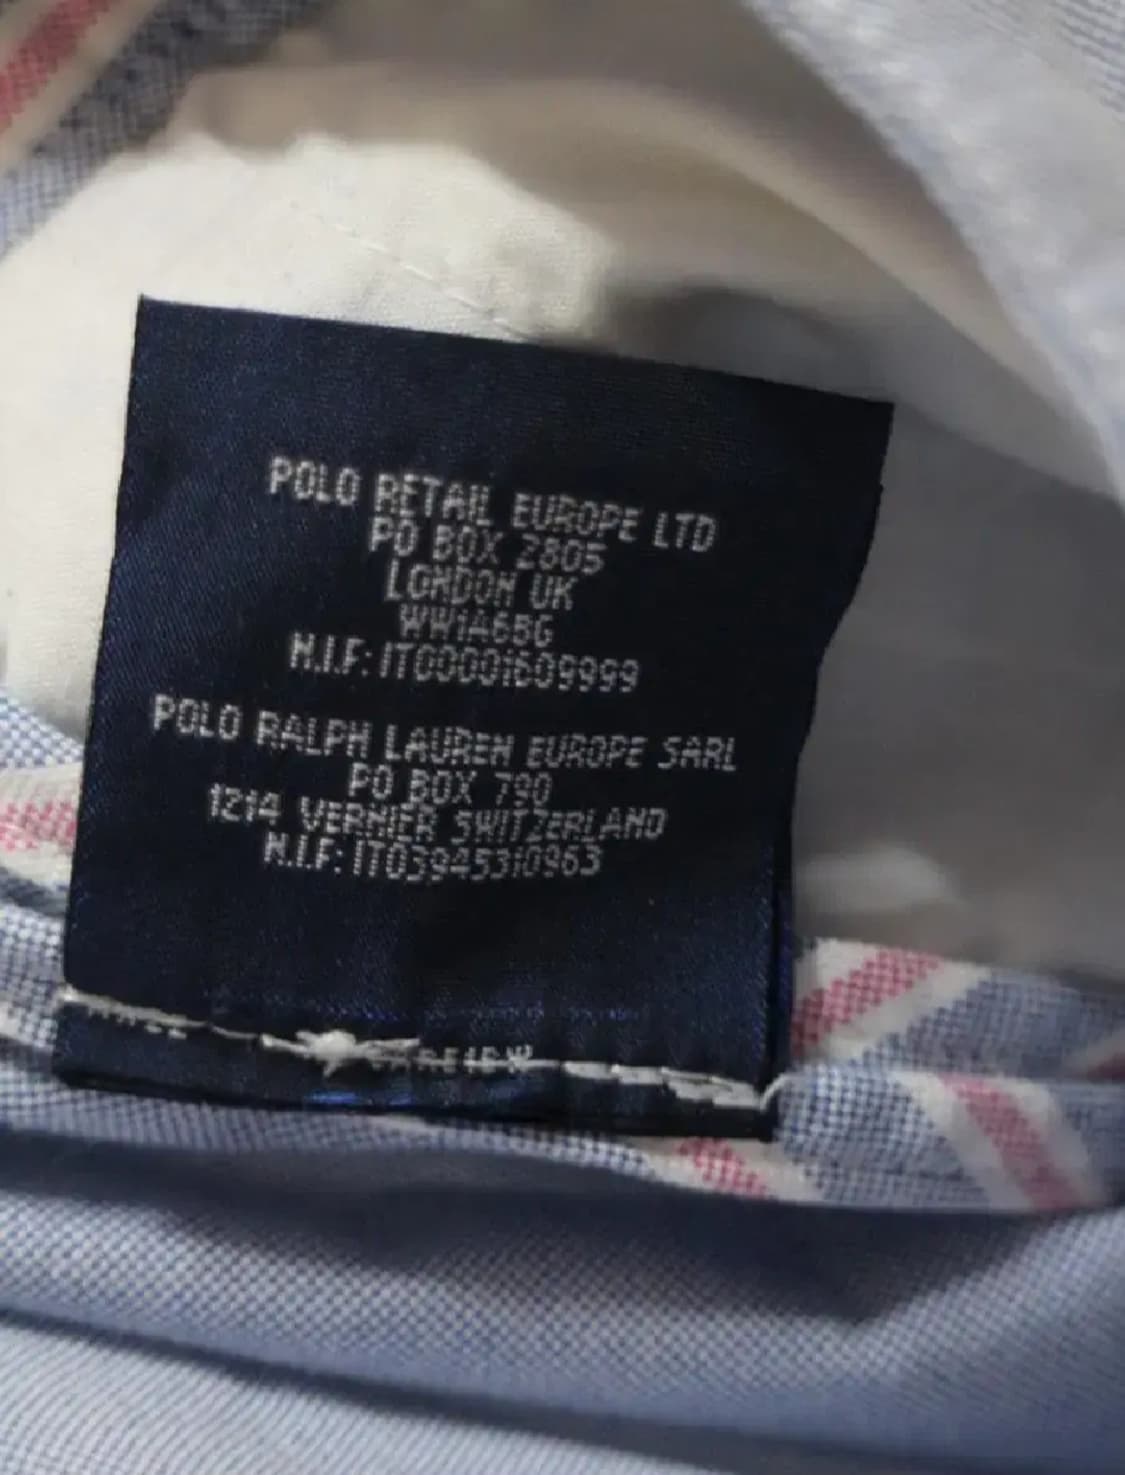 POLO RETAIL EUROPE LTD
PO BOX 2805
LONDON UK
WW1A6BG
N.I.F: IT00001609999
POLO RALPH LAUREN EUROPE SARL
PO BOX 790
1214 VERNIER SWITZERLAND
N.I.F: IT03945310963